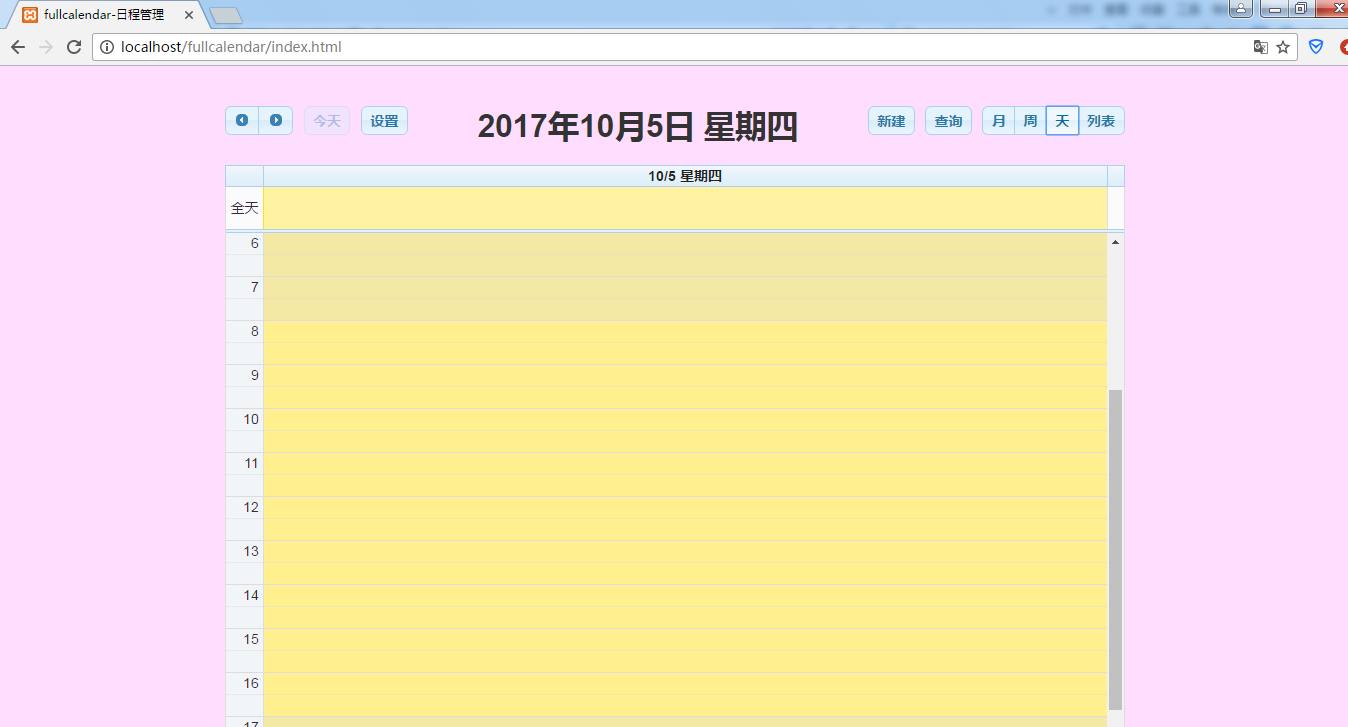 fullcalendar-日程管理
localhost/fullcalendar/index.html
今天 设置 2017年10月5日 星期四 新建 查询 月 周 天 列表
10/5 星期四
全天
6
7
8
9
10
11
12
13
14
15
16
17